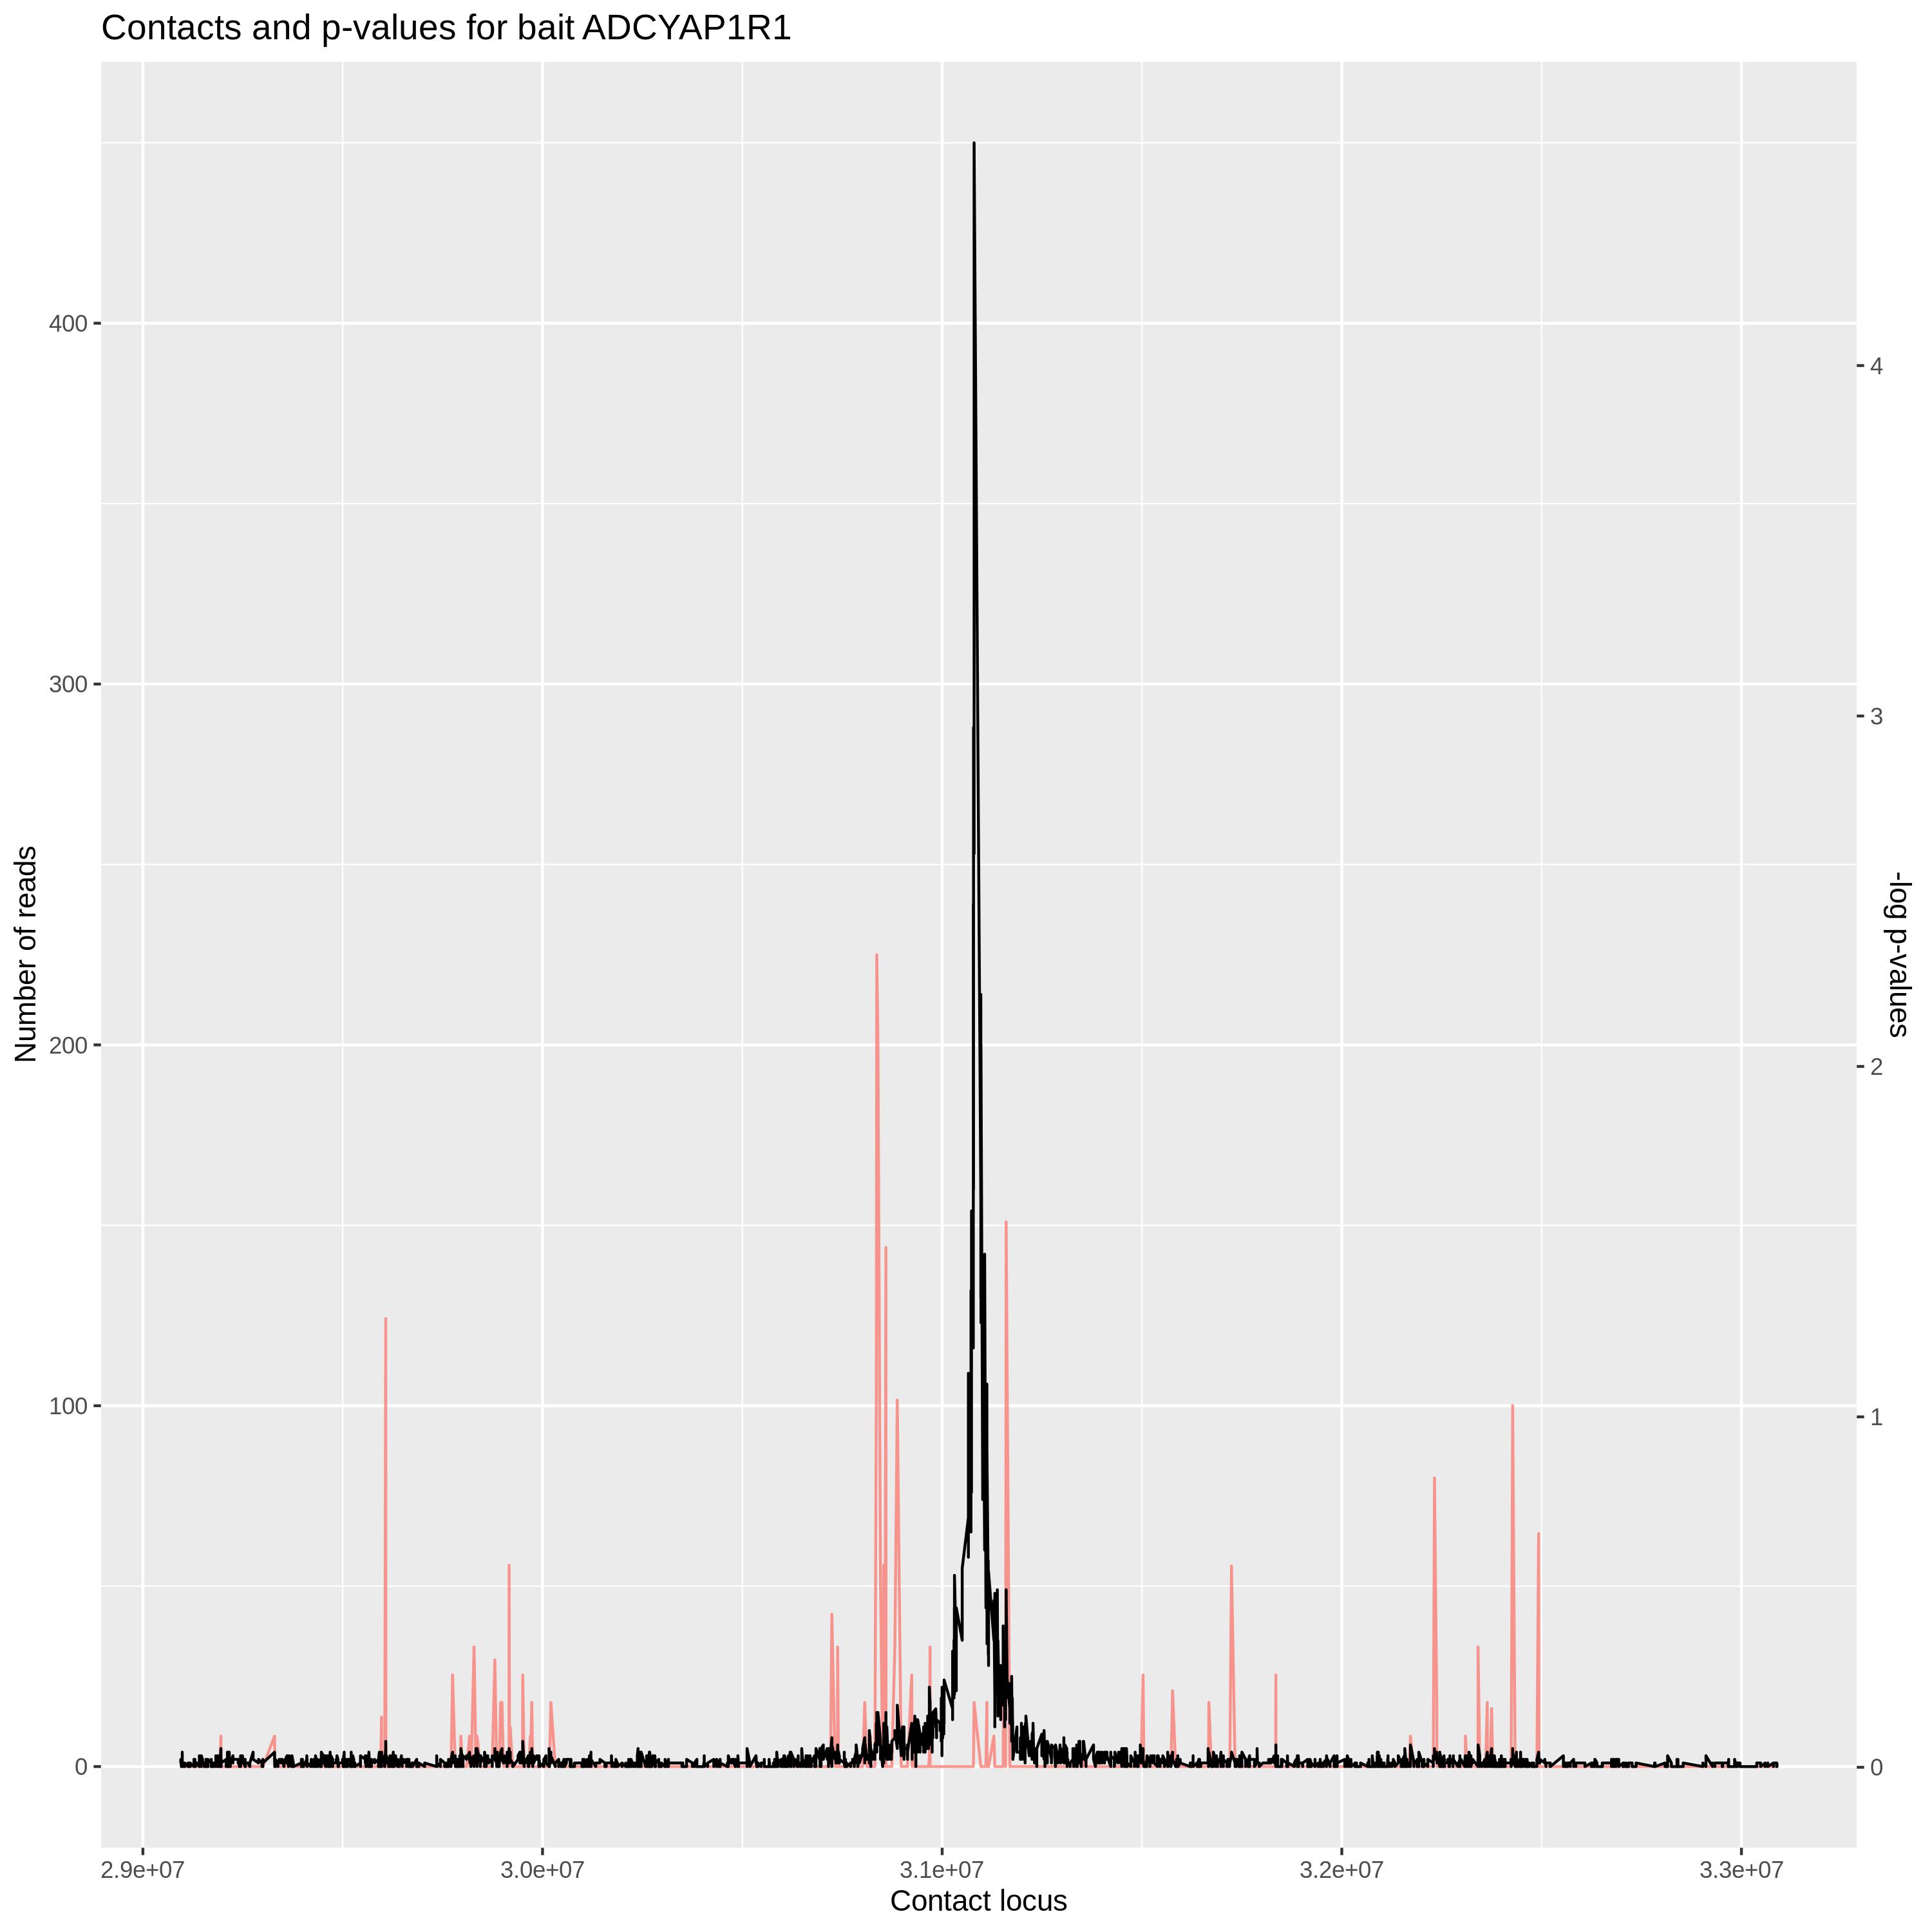 Contacts and p-values for bait ADCYAP1R1
400
300
200
100
0
Number of reads
4
3
2
1
0
-log p-values
2.9e+07
3.0e+07
3.1e+07
3.2e+07
3.3e+07
Contact locus